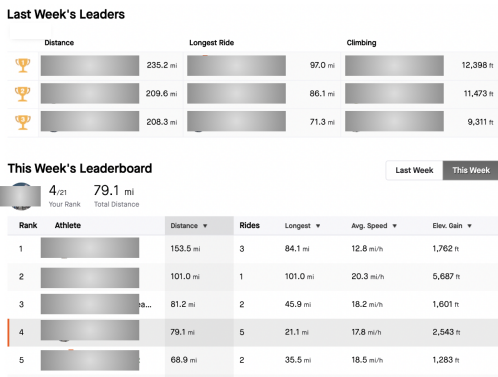 Last Week's Leaders
Distance Longest Ride Climbing
1 235.2 mi 97.0 mi 12,398 ft
2 209.6 mi 86.1 mi 11,473 ft
3 208.3 mi 71.3 mi 9,311 ft
This Week's Leaderboard
Last Week This Week
4/21 79.1 mi
Your Rank Total Distance
Rank Athlete Distance ▼ Rides Longest ▼ Avg. Speed ▼ Elev. Gain ▼
1 153.5 mi 3 84.1 mi 12.8 mi/h 1,762 ft
2 101.0 mi 1 101.0 mi 20.3 mi/h 5,687 ft
3 81.2 mi 2 45.9 mi 18.2 mi/h 1,601 ft
4 79.1 mi 5 21.1 mi 17.8 mi/h 2,543 ft
5 68.9 mi 2 35.5 mi 18.5 mi/h 1,283 ft